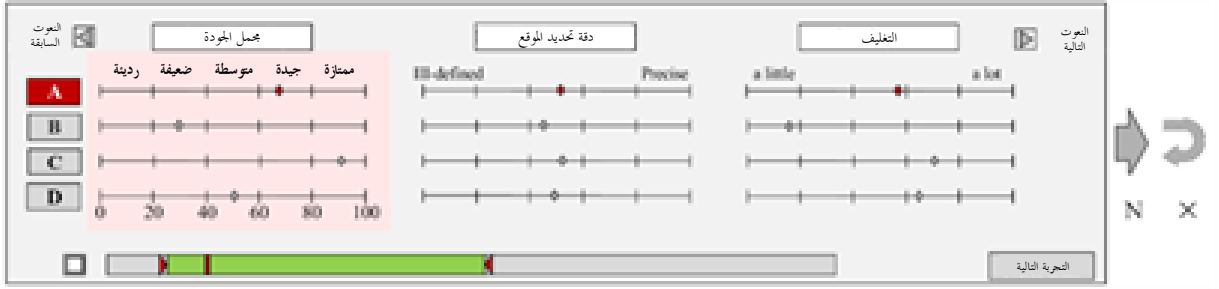 النعوت السابقة
مجمل الجودة
دقة تحديد الموقع
التغليف
النعوت التالية
رديئة ضعيفة متوسطة جيدة ممتازة
Ill-defined Precise
a little a lot
A
B
C
D
0 20 40 60 80 100
N X
التجربة التالية